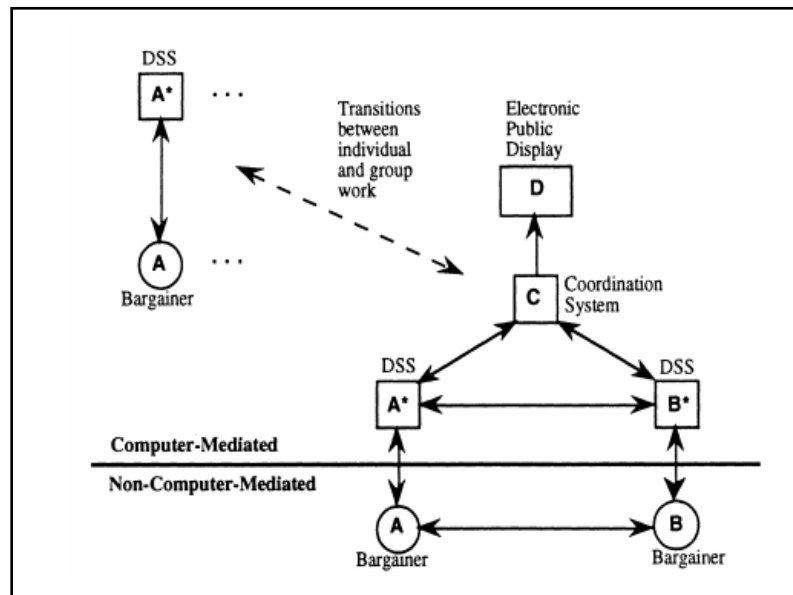 DSS
A*
...
A
...
Bargainer
Transitions
between
individual
and group
work
Electronic
Public
Display
D
C
Coordination
System
DSS
A*
DSS
B*
Computer-Mediated
Non-Computer-Mediated
A
Bargainer
B
Bargainer